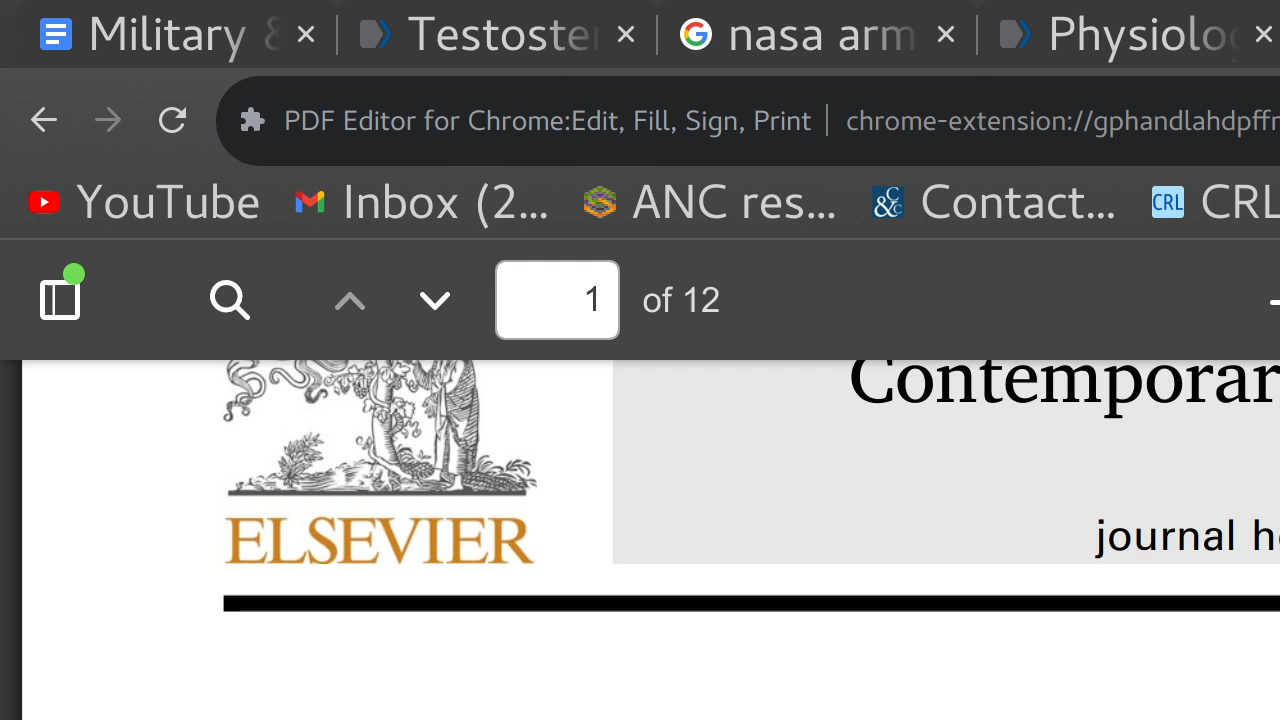 Military & Testoster nasa arm Physiolo
PDF Editor for Chrome:Edit, Fill, Sign, Print chrome-extension://gphandlahdpffr
YouTube Inbox (2... ANC res... Contact... CRL CRL
1 of 12
Contemporar
ELSEVIER
journal h